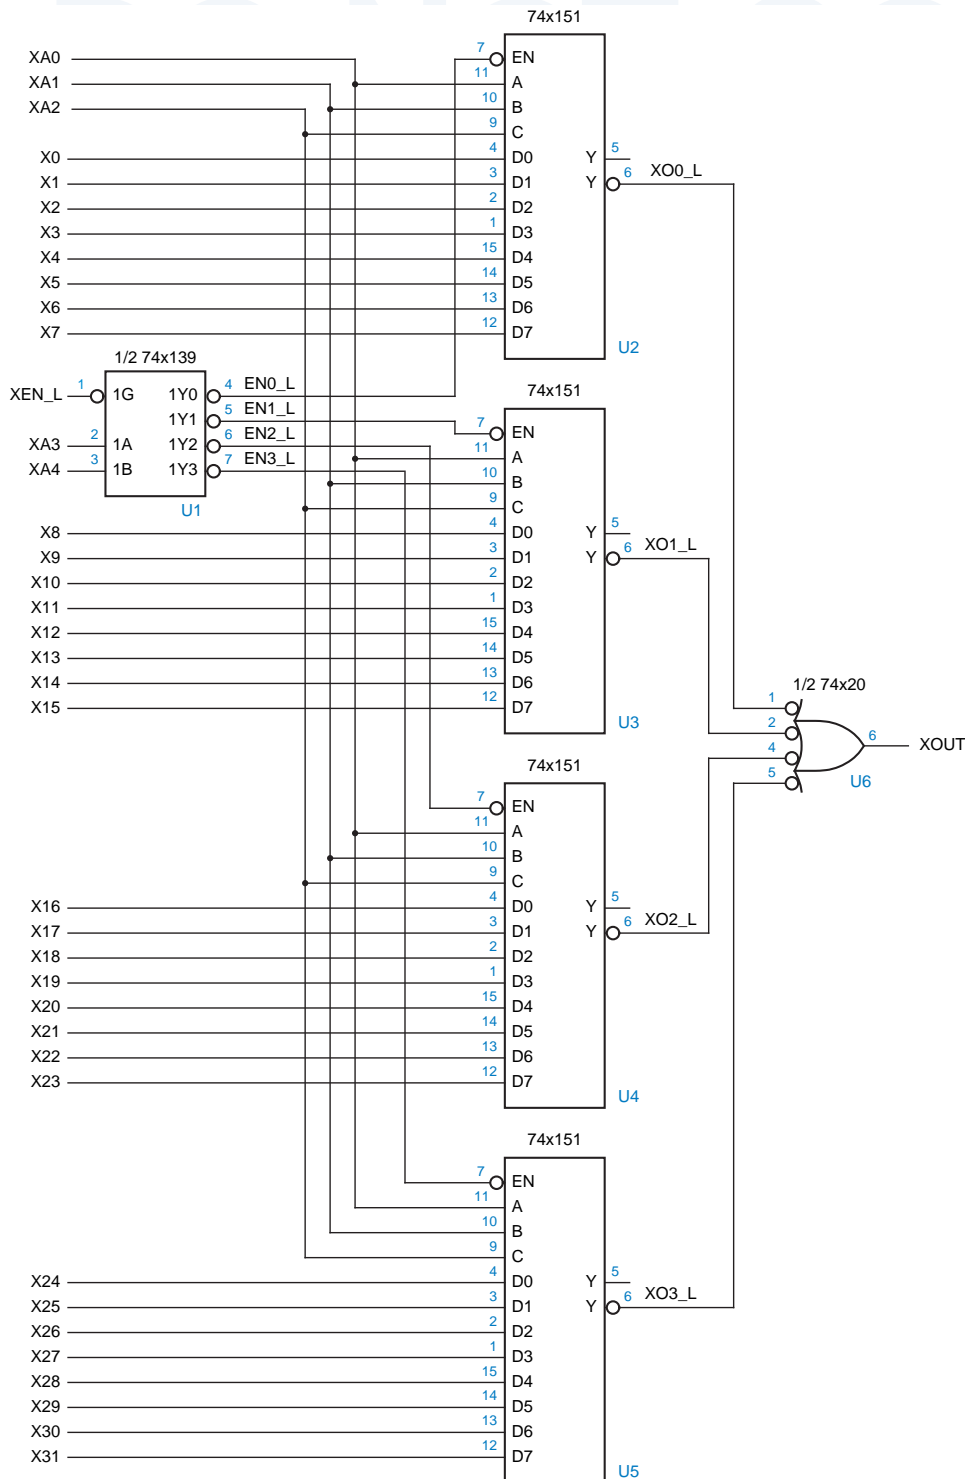 74x151
XA0 7 EN
XA1 11 A
XA2 10 B
9 C
X0 4 D0 Y 5
X1 3 D1 Y 6 XO0_L
X2 2 D2
X3 1 D3
X4 15 D4
X5 14 D5
X6 13 D6
X7 12 D7
U2
1/2 74x139
XEN_L 1 1G 1Y0 4 EN0_L
1Y1 5 EN1_L
XA3 2 1A 1Y2 6 EN2_L
XA4 3 1B 1Y3 7 EN3_L
U1
74x151
7 EN
11 A
10 B
9 C
X8 4 D0 Y 5
X9 3 D1 Y 6 XO1_L
X10 2 D2
X11 1 D3
X12 15 D4
X13 14 D5
X14 13 D6
X15 12 D7
U3
1/2 74x20
1
2
4
5
6 XOUT
U6
74x151
7 EN
11 A
10 B
9 C
X16 4 D0 Y 5
X17 3 D1 Y 6 XO2_L
X18 2 D2
X19 1 D3
X20 15 D4
X21 14 D5
X22 13 D6
X23 12 D7
U4
74x151
7 EN
11 A
10 B
9 C
X24 4 D0 Y 5
X25 3 D1 Y 6 XO3_L
X26 2 D2
X27 1 D3
X28 15 D4
X29 14 D5
X30 13 D6
X31 12 D7
U5